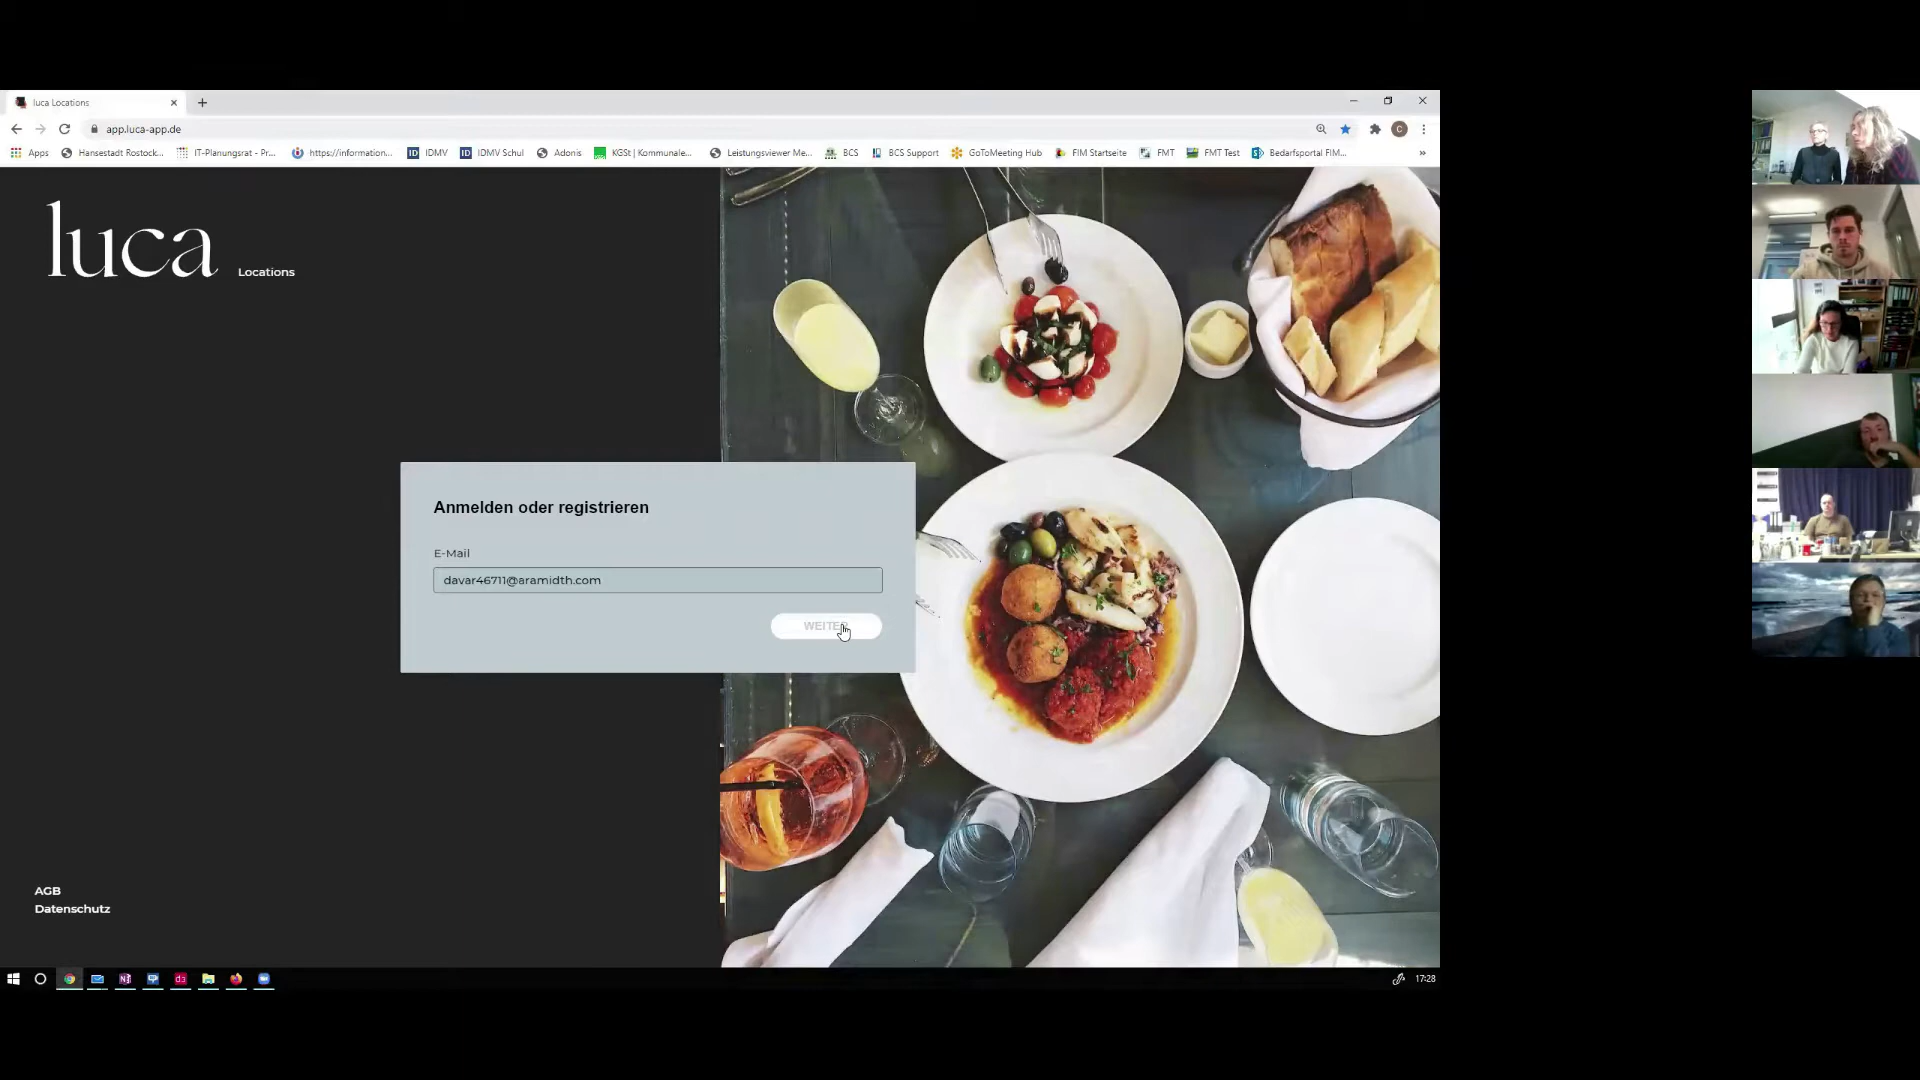 luca Locations
app.luca-app.de
Apps Hansestadt Rostock... IT-Planungsrat - Pr... https://information... IDMV IDMV Schul Adonis KGSt | Kommunale... Leistungsviewer Me... BCS BCS Support GoToMeeting Hub FIM Startseite FMT FMT Test Bedarfsportal FIM... »
luca Locations
Anmelden oder registrieren
E-Mail
davar46711@aramidth.com
WEITER
AGB
Datenschutz
17:28